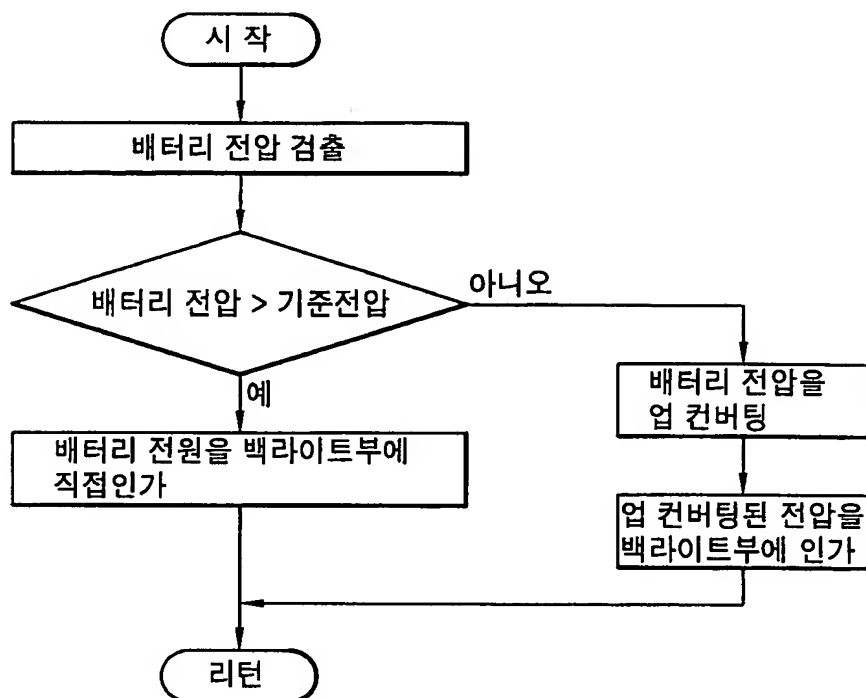 시 작
배터리 전압 검출
배터리 전압 > 기준전압
아니오
예
배터리 전압을
업 컨버팅
배터리 전원을 백라이트부에
직접인가
업 컨버팅된 전압을
백라이트부에 인가
리턴